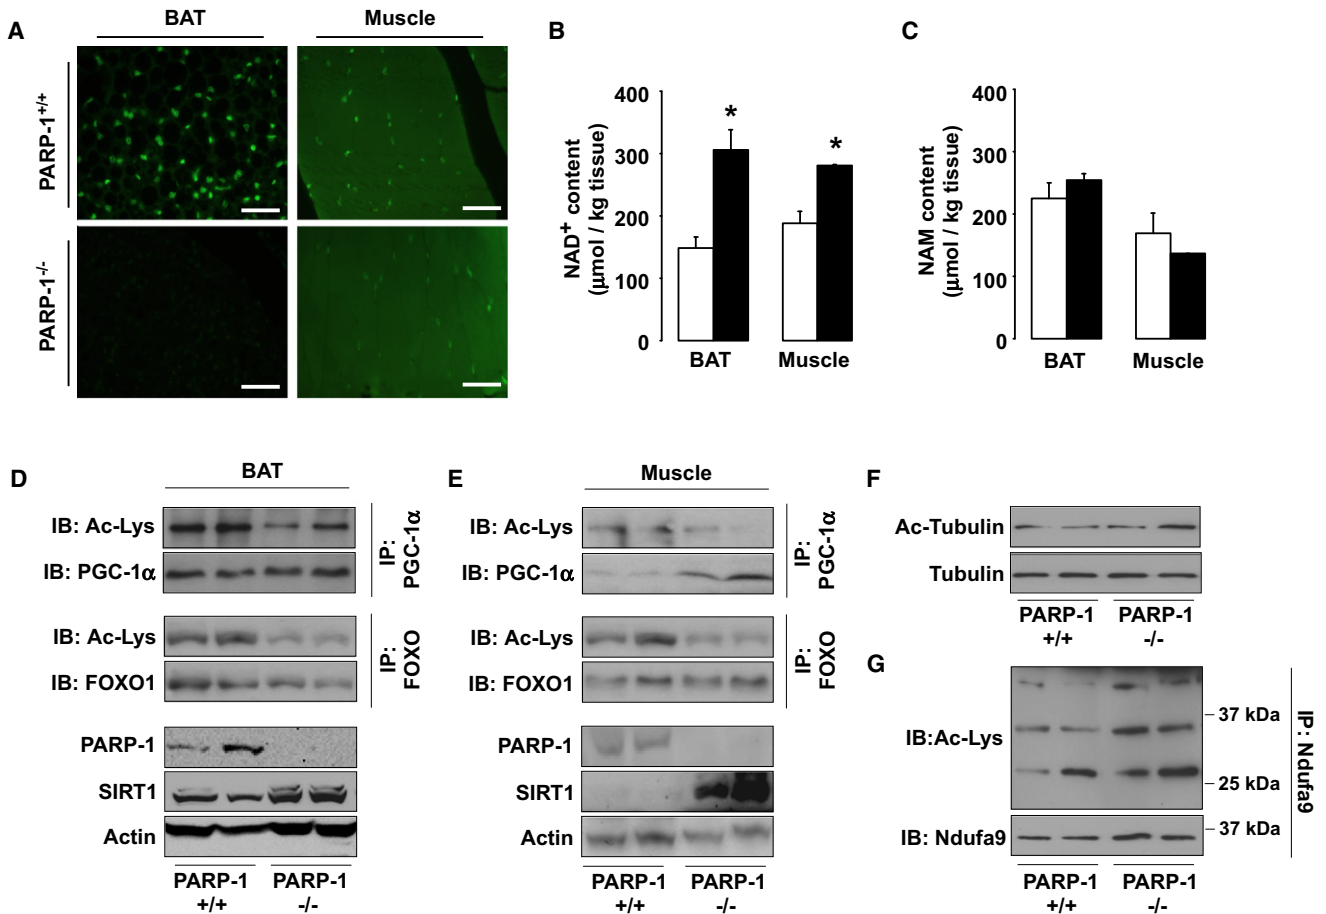 A
BAT
Muscle
PARP-1+/+
PARP-1-/-
B
NAD+ content
(μmol / kg tissue)
400
300
200
100
0
*
*
BAT
Muscle
C
NAM content
(μmol / kg tissue)
400
300
200
100
0
BAT
Muscle
D
BAT
IB: Ac-Lys
IB: PGC-1α
IP:
PGC-1α
IB: Ac-Lys
IB: FOXO1
IP:
FOXO
PARP-1
SIRT1
Actin
PARP-1 PARP-1
+/+ -/-
E
Muscle
IB: Ac-Lys
IB: PGC-1α
IP:
PGC-1α
IB: Ac-Lys
IB: FOXO1
IP:
FOXO
PARP-1
SIRT1
Actin
PARP-1 PARP-1
+/+ -/-
F
Ac-Tubulin
Tubulin
PARP-1 PARP-1
+/+ -/-
G
IB:Ac-Lys
37 kDa
25 kDa
IB: Ndufa9
37 kDa
IP: Ndufa9
PARP-1 PARP-1
+/+ -/-